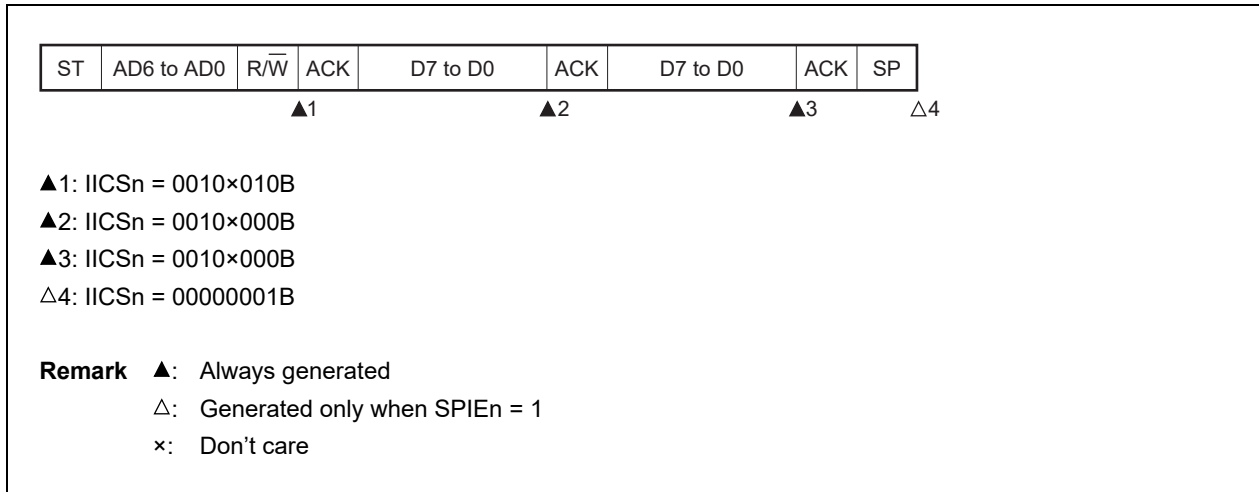 ST AD6 to AD0 R/W̅ ACK D7 to D0 ACK D7 to D0 ACK SP
▲1 ▲2 ▲3 △4
▲1: IICSn = 0010×010B
▲2: IICSn = 0010×000B
▲3: IICSn = 0010×000B
△4: IICSn = 00000001B
Remark ▲: Always generated
△: Generated only when SPIEn = 1
×: Don't care